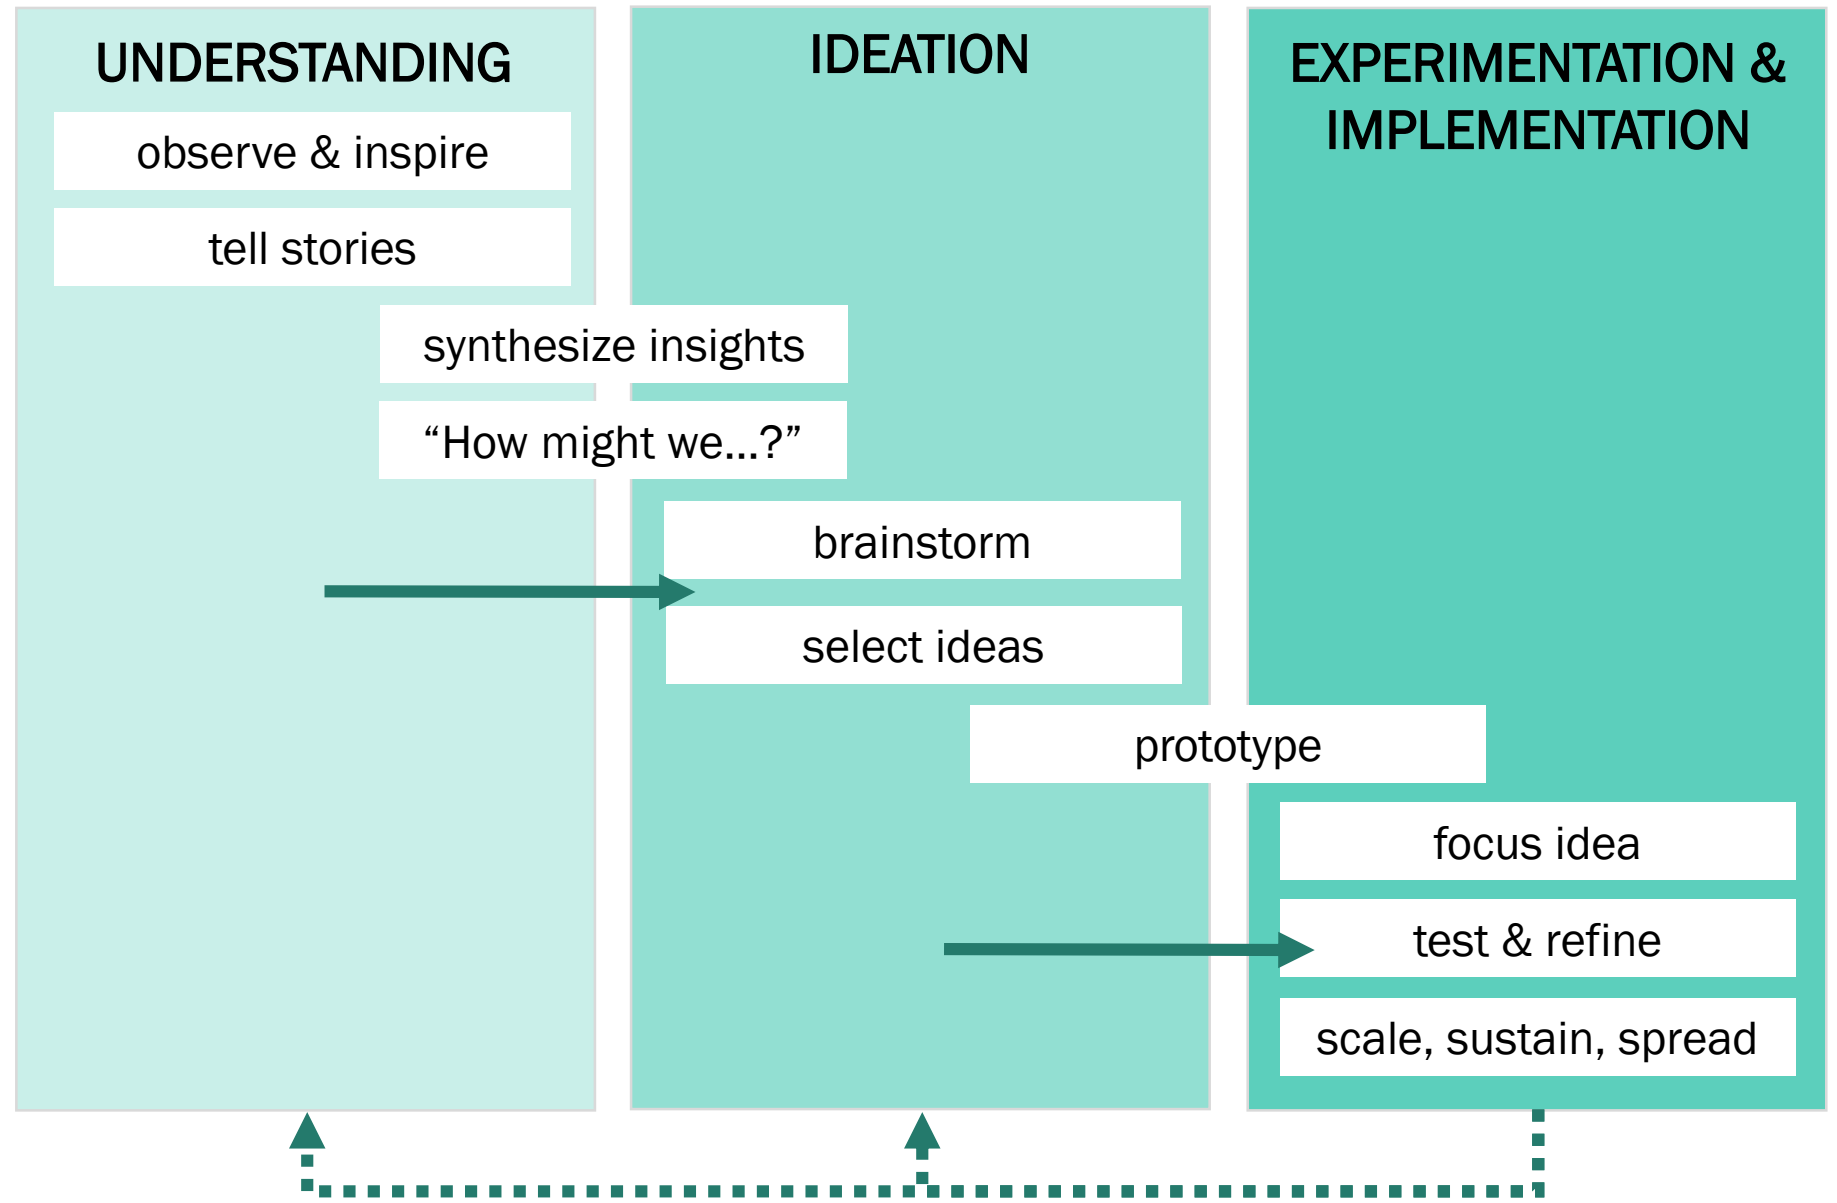 UNDERSTANDING
observe & inspire
tell stories
synthesize insights
“How might we...?”
IDEATION
brainstorm
select ideas
prototype
EXPERIMENTATION &
IMPLEMENTATION
focus idea
test & refine
scale, sustain, spread